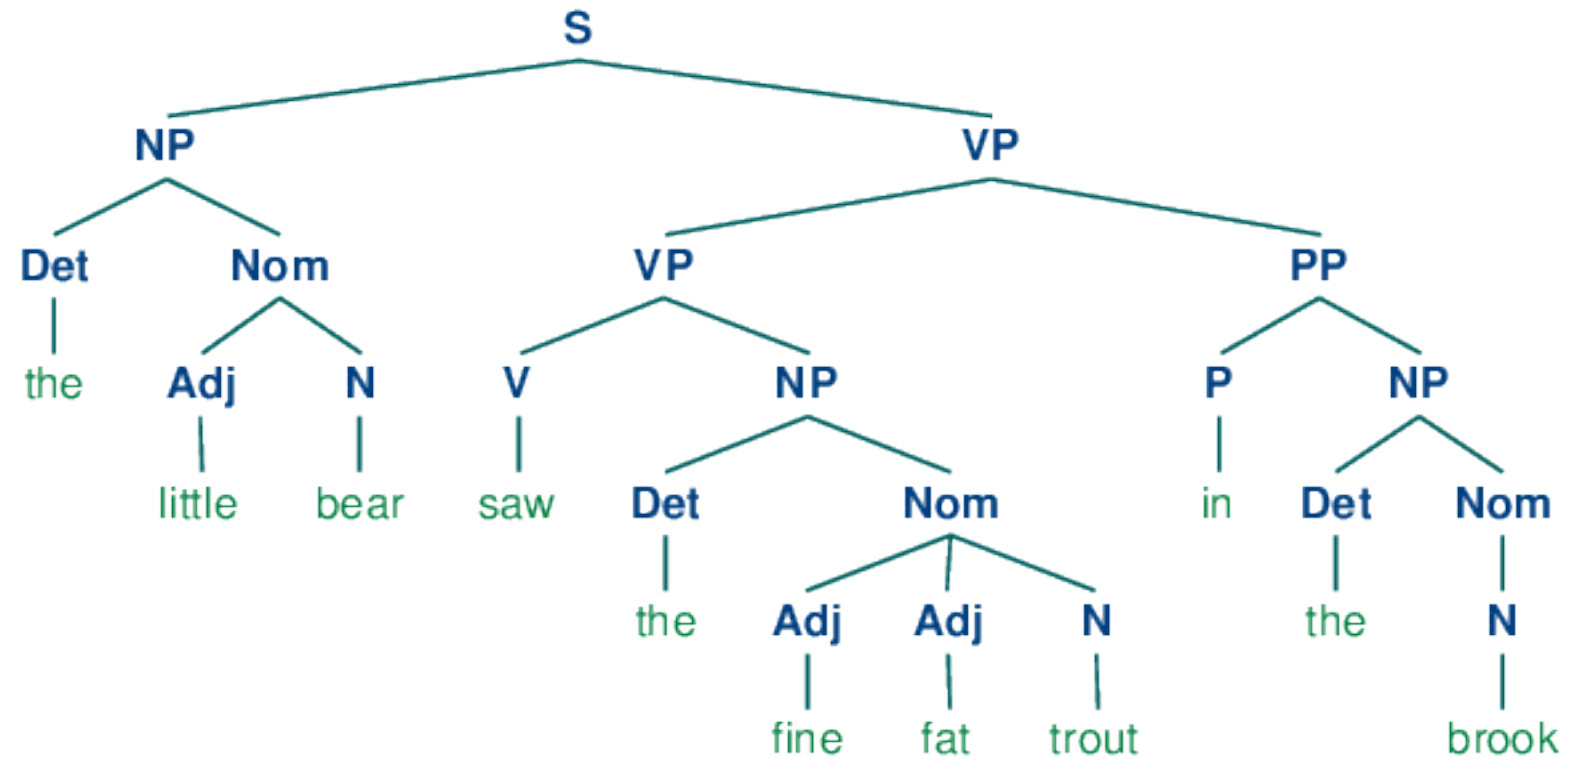 S
NP VP
Det Nom VP PP
the Adj N V NP P NP
little bear saw Det Nom in Det Nom
the Adj Adj N the N
fine fat trout brook